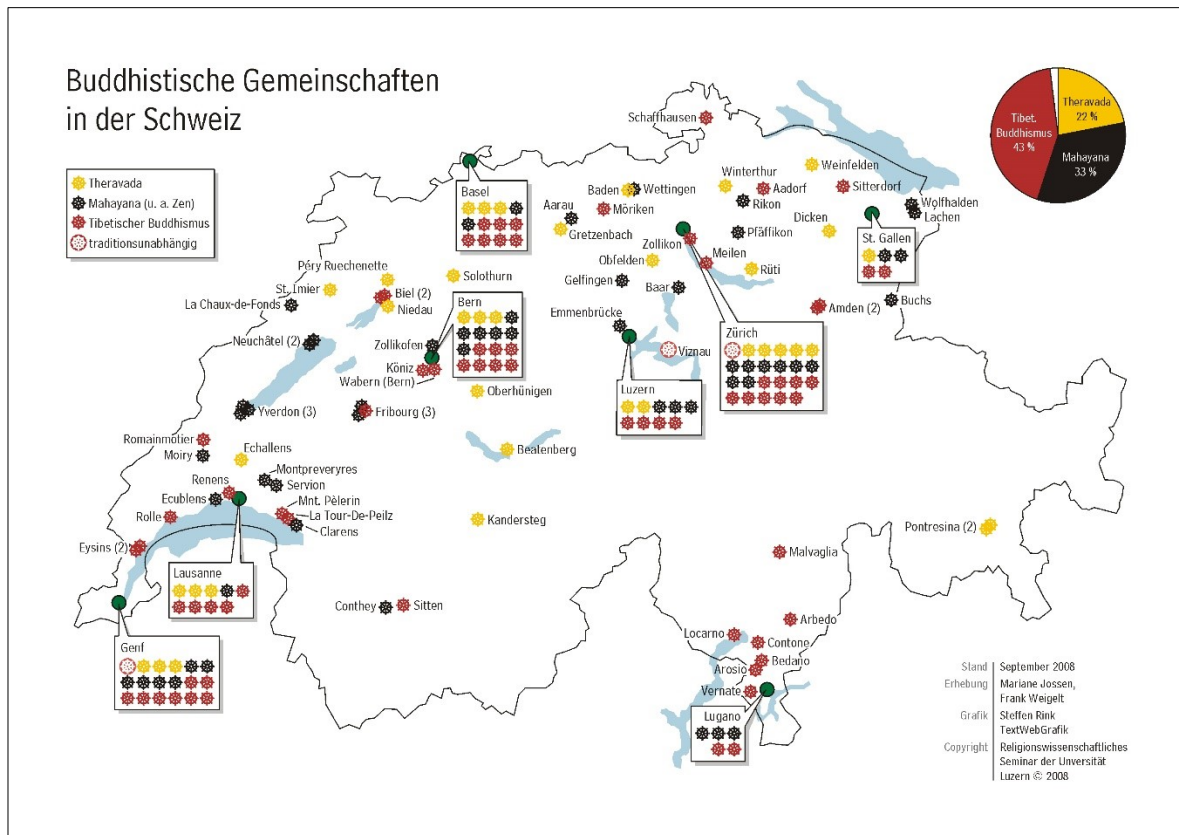 Buddhistische Gemeinschaften
in der Schweiz
Theravada
Mahayana (u. a. Zen)
Tibetischer Buddhismus
traditionsunabhängig
Tibet.
Buddhismus
43 %
Theravada
22 %
Mahayana
33 %
Schaffhausen
Basel
Baden
Wettingen
Winterthur
Weinfelden
Aadorf
Sitterdorf
Aarau
Möriken
Rikon
Wolfhalden
Lachen
Gretzenbach
Pfäffikon
Dicken
St. Gallen
Zollikon
Meilen
Obfelden
Rüti
Péry Ruechenette
Solothurn
St. Imier
Biel (2)
Niedau
Gelfingen
Baar
Buchs
La Chaux-de-Fonds
Bern
Amden (2)
Emmenbrücke
Zürich
Neuchâtel (2)
Zollikofen
Viznau
Köniz
Wabern (Bern)
Luzern
Oberhünigen
Yverdon (3)
Fribourg (3)
Romainmôtier
Moiry
Echallens
Bealenberg
Montpreveryres
Servion
Renens
Ecublens
Mnt. Pèlerin
La Tour-De-Peilz
Clarens
Rolle
Kandersteg
Pontresina (2)
Eysins (2)
Malvaglia
Lausanne
Conthey
Sitten
Arbedo
Locarno
Contone
Genf
Bedano
Arosio
Vernate
Lugano
Stand September 2008
Erhebung Mariane Jossen,
Frank Weigelt
Grafik Steffen Rink
TextWebGrafik
Copyright Religionswissenschaftliches
Seminar der Unversität
Luzern © 2008